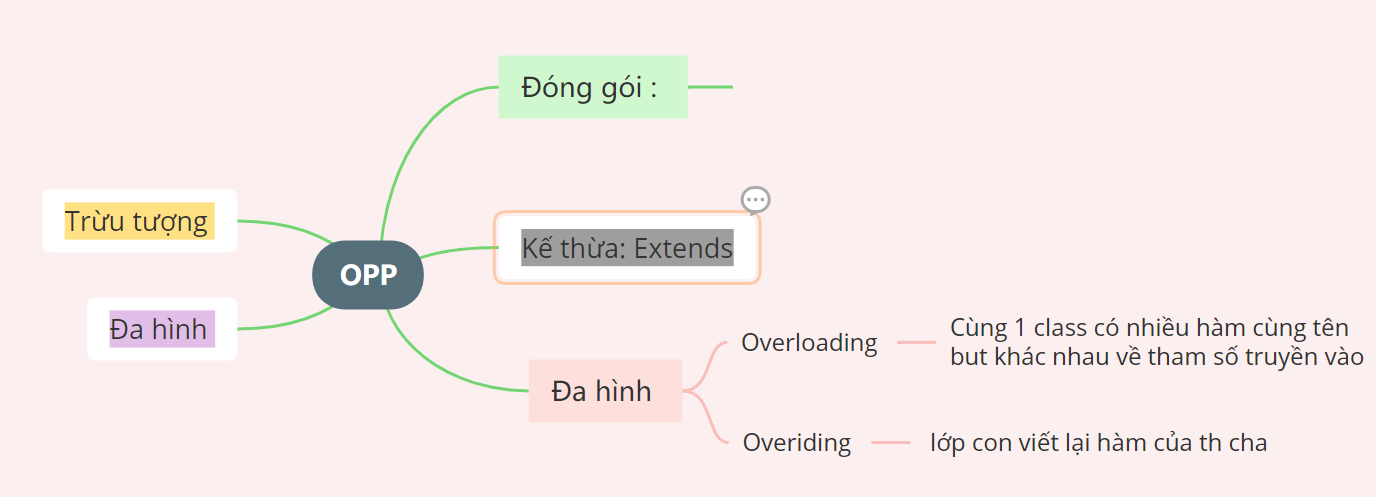 Đóng gói :
Trừu tượng
Kế thừa: Extends
OPP
Đa hình
Cùng 1 class có nhiều hàm cùng tên
Overloading
but khác nhau về tham số truyền vào
Đa hình
Overiding
lớp con viết lại hàm của th cha